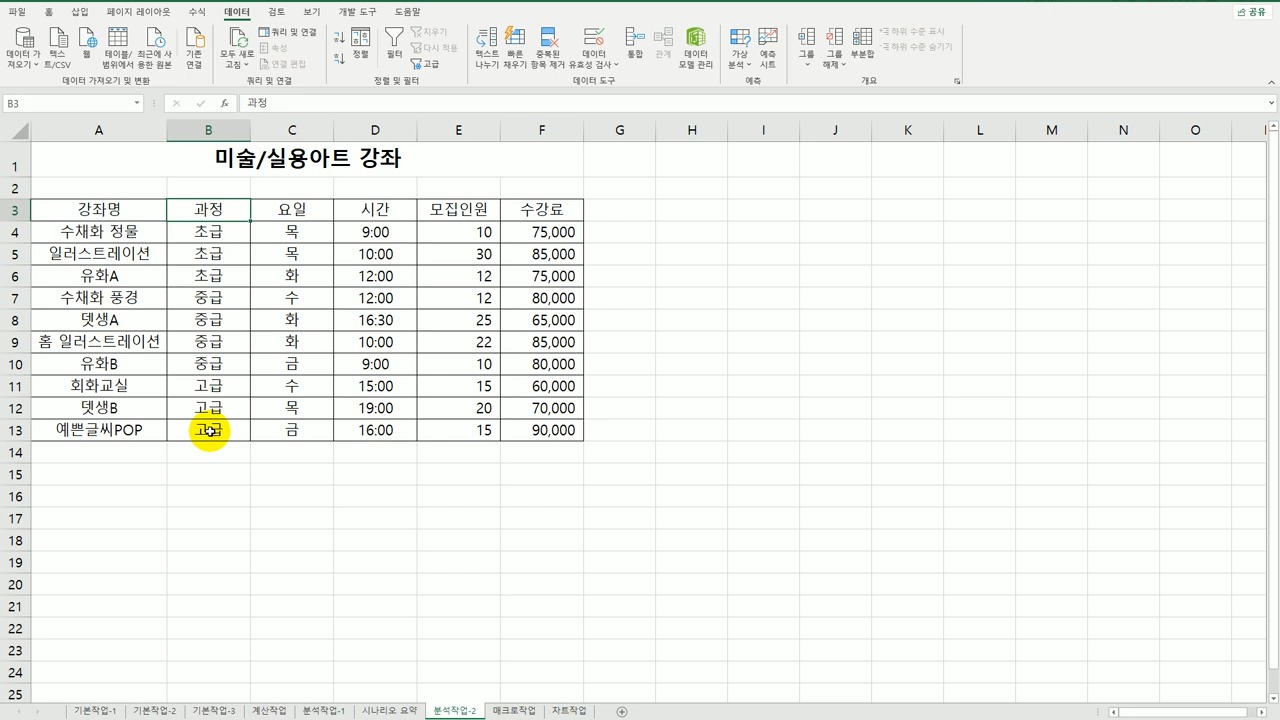 파일 홈 삽입 페이지 레이아웃 수식 데이터 검토 보기 개발 도구 도움말 공유
데이터 가져오기 텍스트/CSV 웹 테이블/범위에서 최근에 사용한 원본 기존 연결
데이터 가져오기 및 변환
모두 새로 고침 쿼리 및 연결 속성 연결 편집
쿼리 및 연결
정렬 필터 지우기 다시 적용 고급
정렬 및 필터
텍스트 나누기 빠른 채우기 중복된 항목 제거 데이터 유효성 검사 통합 관계 데이터 모델 관리
데이터 도구
가상 분석 예측 시트
예측
그룹 그룹 해제 부분합 하위 수준 표시 하위 수준 숨기기
개요
B3 fx 과정
A B C D E F G H I J K L M N O
1 미술/실용아트 강좌
2
3 강좌명 과정 요일 시간 모집인원 수강료
4 수채화 정물 초급 목 9:00 10 75,000
5 일러스트레이션 초급 목 10:00 30 85,000
6 유화A 초급 화 12:00 12 75,000
7 수채화 풍경 중급 수 12:00 12 80,000
8 뎃생A 중급 화 16:30 25 65,000
9 홈 일러스트레이션 중급 화 10:00 22 85,000
10 유화B 중급 금 9:00 10 80,000
11 회화교실 고급 수 15:00 15 60,000
12 뎃생B 고급 목 19:00 20 70,000
13 예쁜글씨POP 고급 금 16:00 15 90,000
14
15
16
17
18
19
20
21
22
23
24
25
기본작업-1 기본작업-2 기본작업-3 계산작업 분석작업-1 시나리오 요약 분석작업-2 매크로작업 차트작업